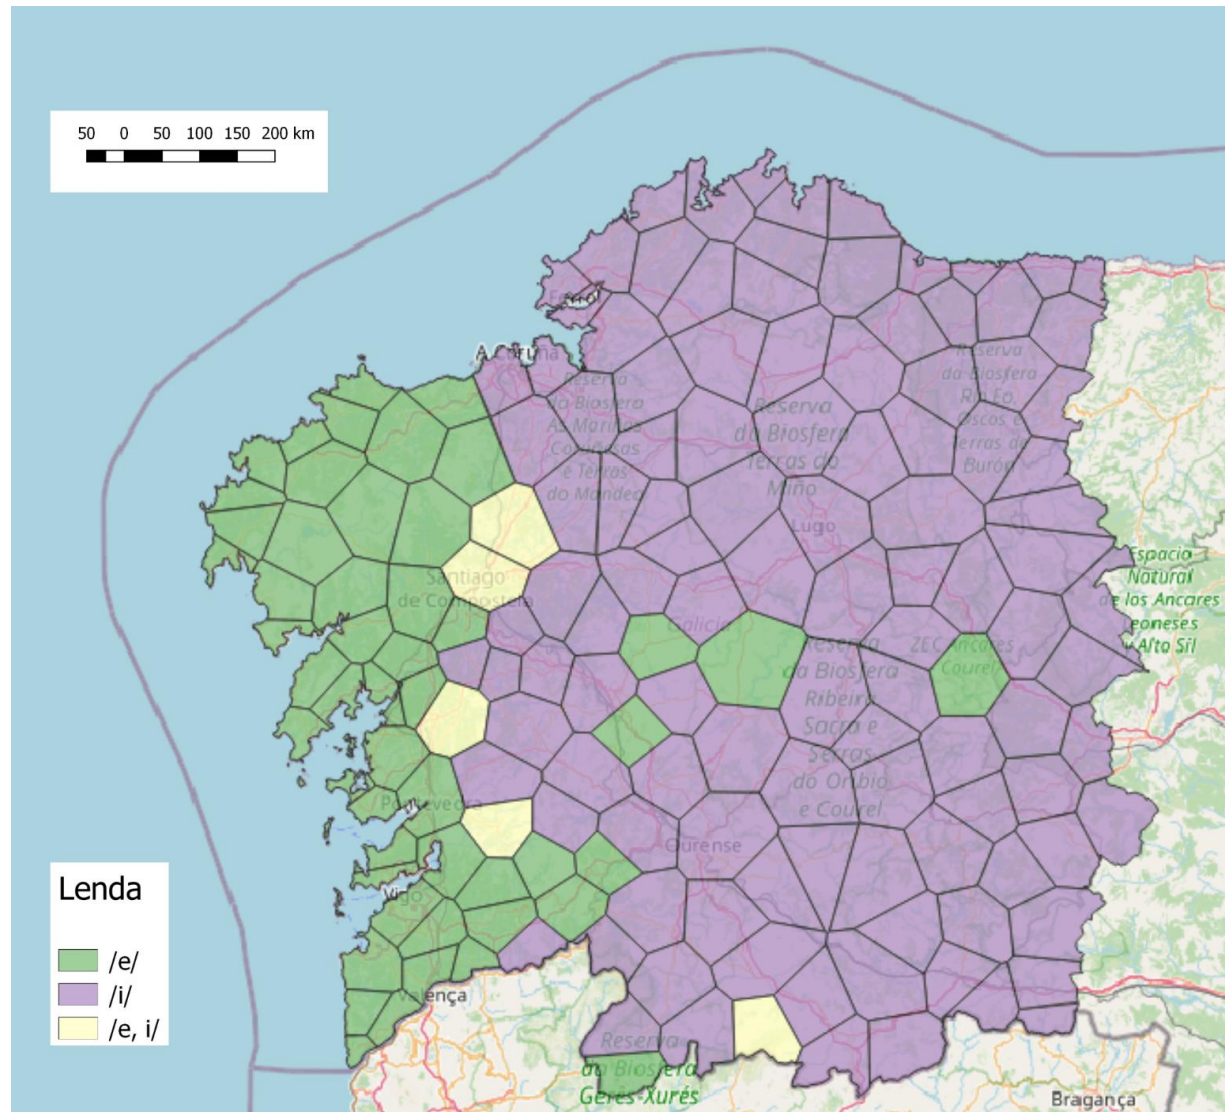 50 0 50 100 150 200 km
Ferrol
A Coruña
Reserva
da Biosfera
As Mariñas
Coruñesas
e Terras
do Mandeo
Reserva
da Biosfera
Terras do
Miño
Reserva
da Biosfera
Río Eo,
Oscos e
Terras de
Burón
Lugo
Santiago
de Compostela
Galicia
Espacio
Natural
de los Ancares
Leoneses
y Alto Sil
ZEC Ancares
Courel
Reserva
da Biosfera
Ribeira
Sacra e
Serras
do Oribio
e Courel
Pontevedra
Ourense
Vigo
Valença
Reserva
da Biosfera
Gerês-Xurés
Bragança
Lenda
/e/
/i/
/e, i/